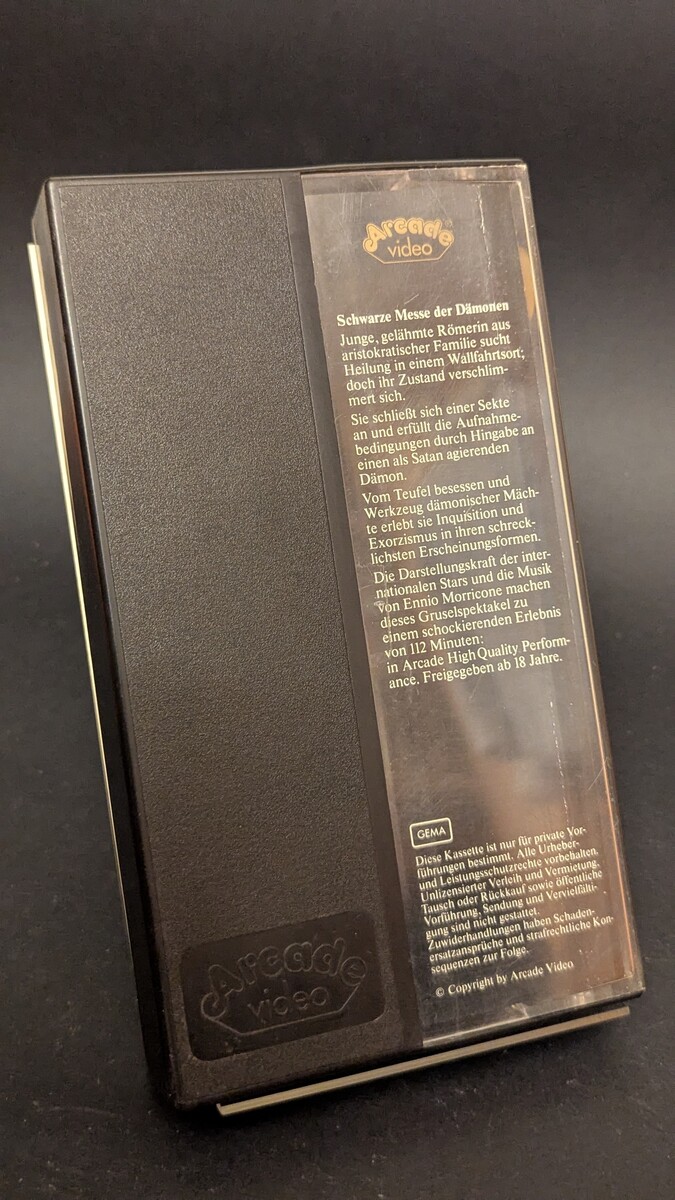 Arcade
video
Schwarze Messe der Dämonen
Junge, gelähmte Römerin aus
aristokratischer Familie sucht
Heilung in einem Wallfahrtsort,
doch ihr Zustand verschlim-
mert sich.
Sie schließt sich einer Sekte
an und erfüllt die Aufnahme-
bedingungen durch Hingabe an
einen als Satan agierenden
Dämon.
Vom Teufel besessen und
Werkzeug dämonischer Mäch-
te erlebt sie Inquisition und
Exorzismus in ihren schreck-
lichsten Erscheinungsformen.
Die Darstellungskraft der inter-
nationalen Stars und die Musik
von Ennio Morricone machen
dieses Gruselspektakel zu
einem schockierenden Erlebnis
von 112 Minuten:
in Arcade High Quality Perform-
ance. Freigegeben ab 18 Jahre.
GEMA
Diese Kassette ist nur für private Vor-
führungen bestimmt. Alle Urheber-
und Leistungsschutzrechte vorbehalten.
Unlizensierter Verleih und Vermietung,
Tausch oder Rückkauf sowie öffentliche
Vorführung, Sendung und Vervielfälti-
gung sind nicht gestattet.
Zuwiderhandlungen haben Schaden-
ersatzansprüche und strafrechtliche Kon-
sequenzen zur Folge.
© Copyright by Arcade Video
Arcade
video